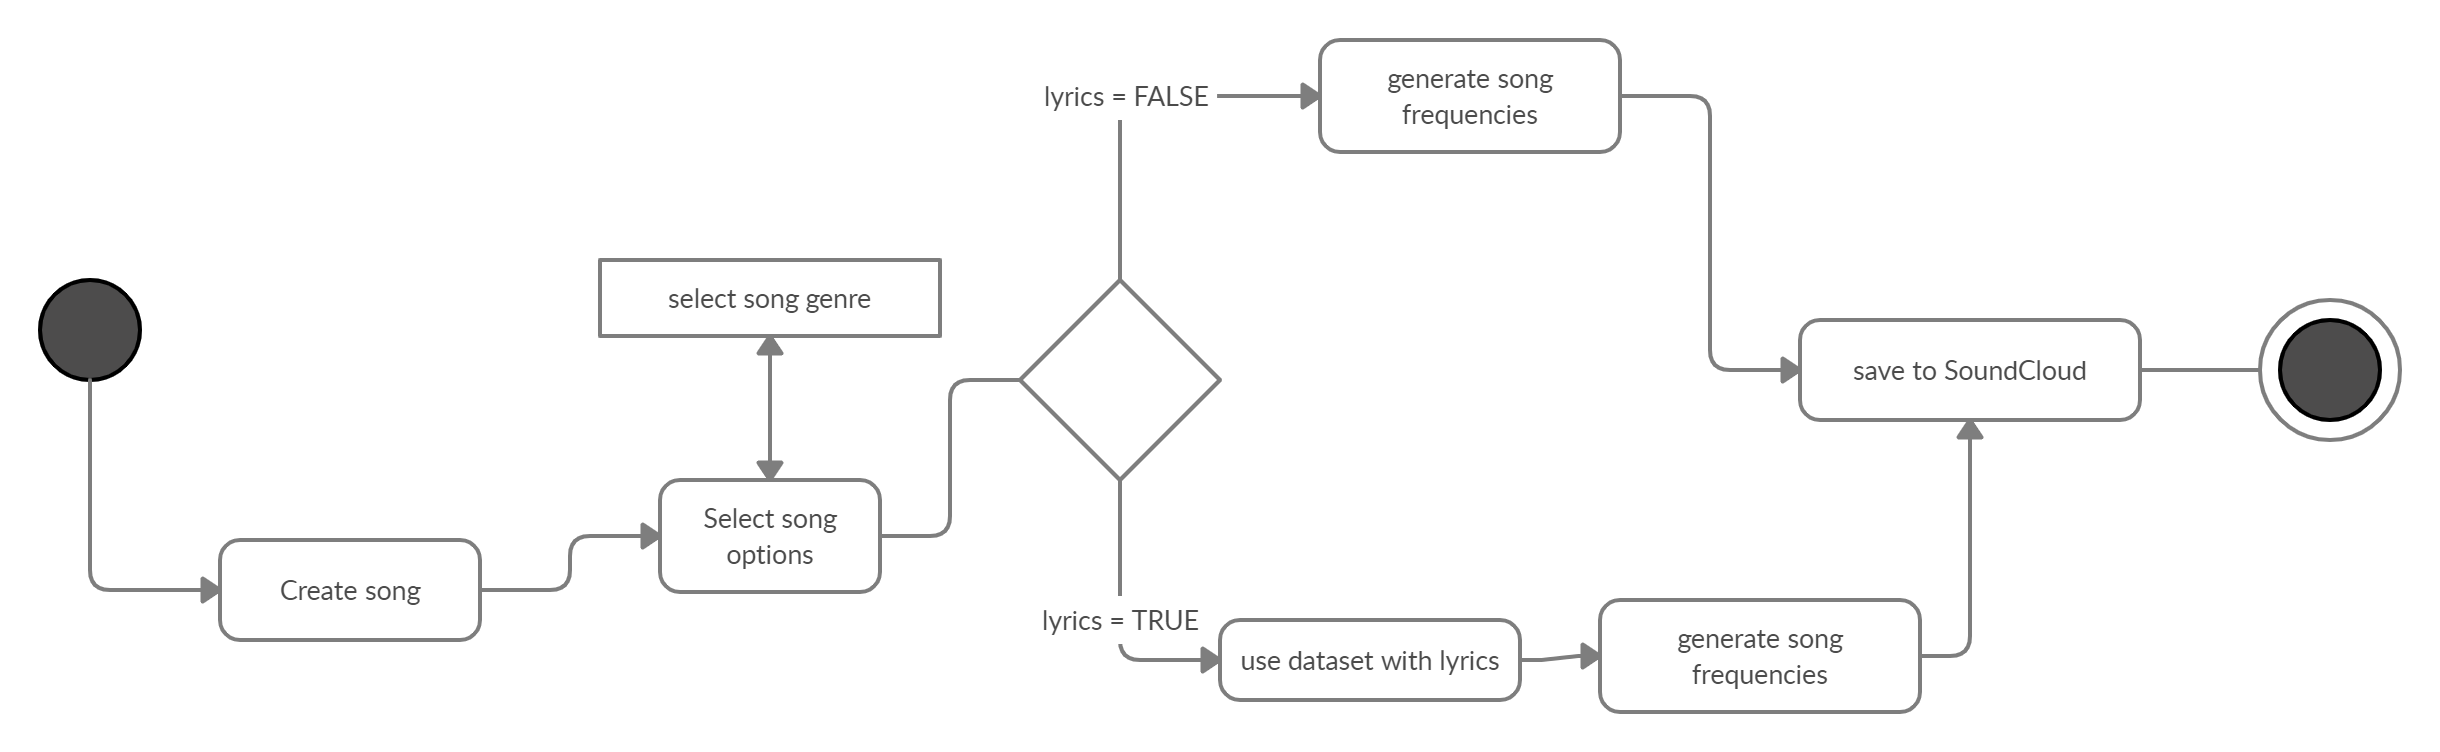 Create song
select song genre
Select song
options
lyrics = FALSE
generate song
frequencies
lyrics = TRUE
use dataset with lyrics
generate song
frequencies
save to SoundCloud